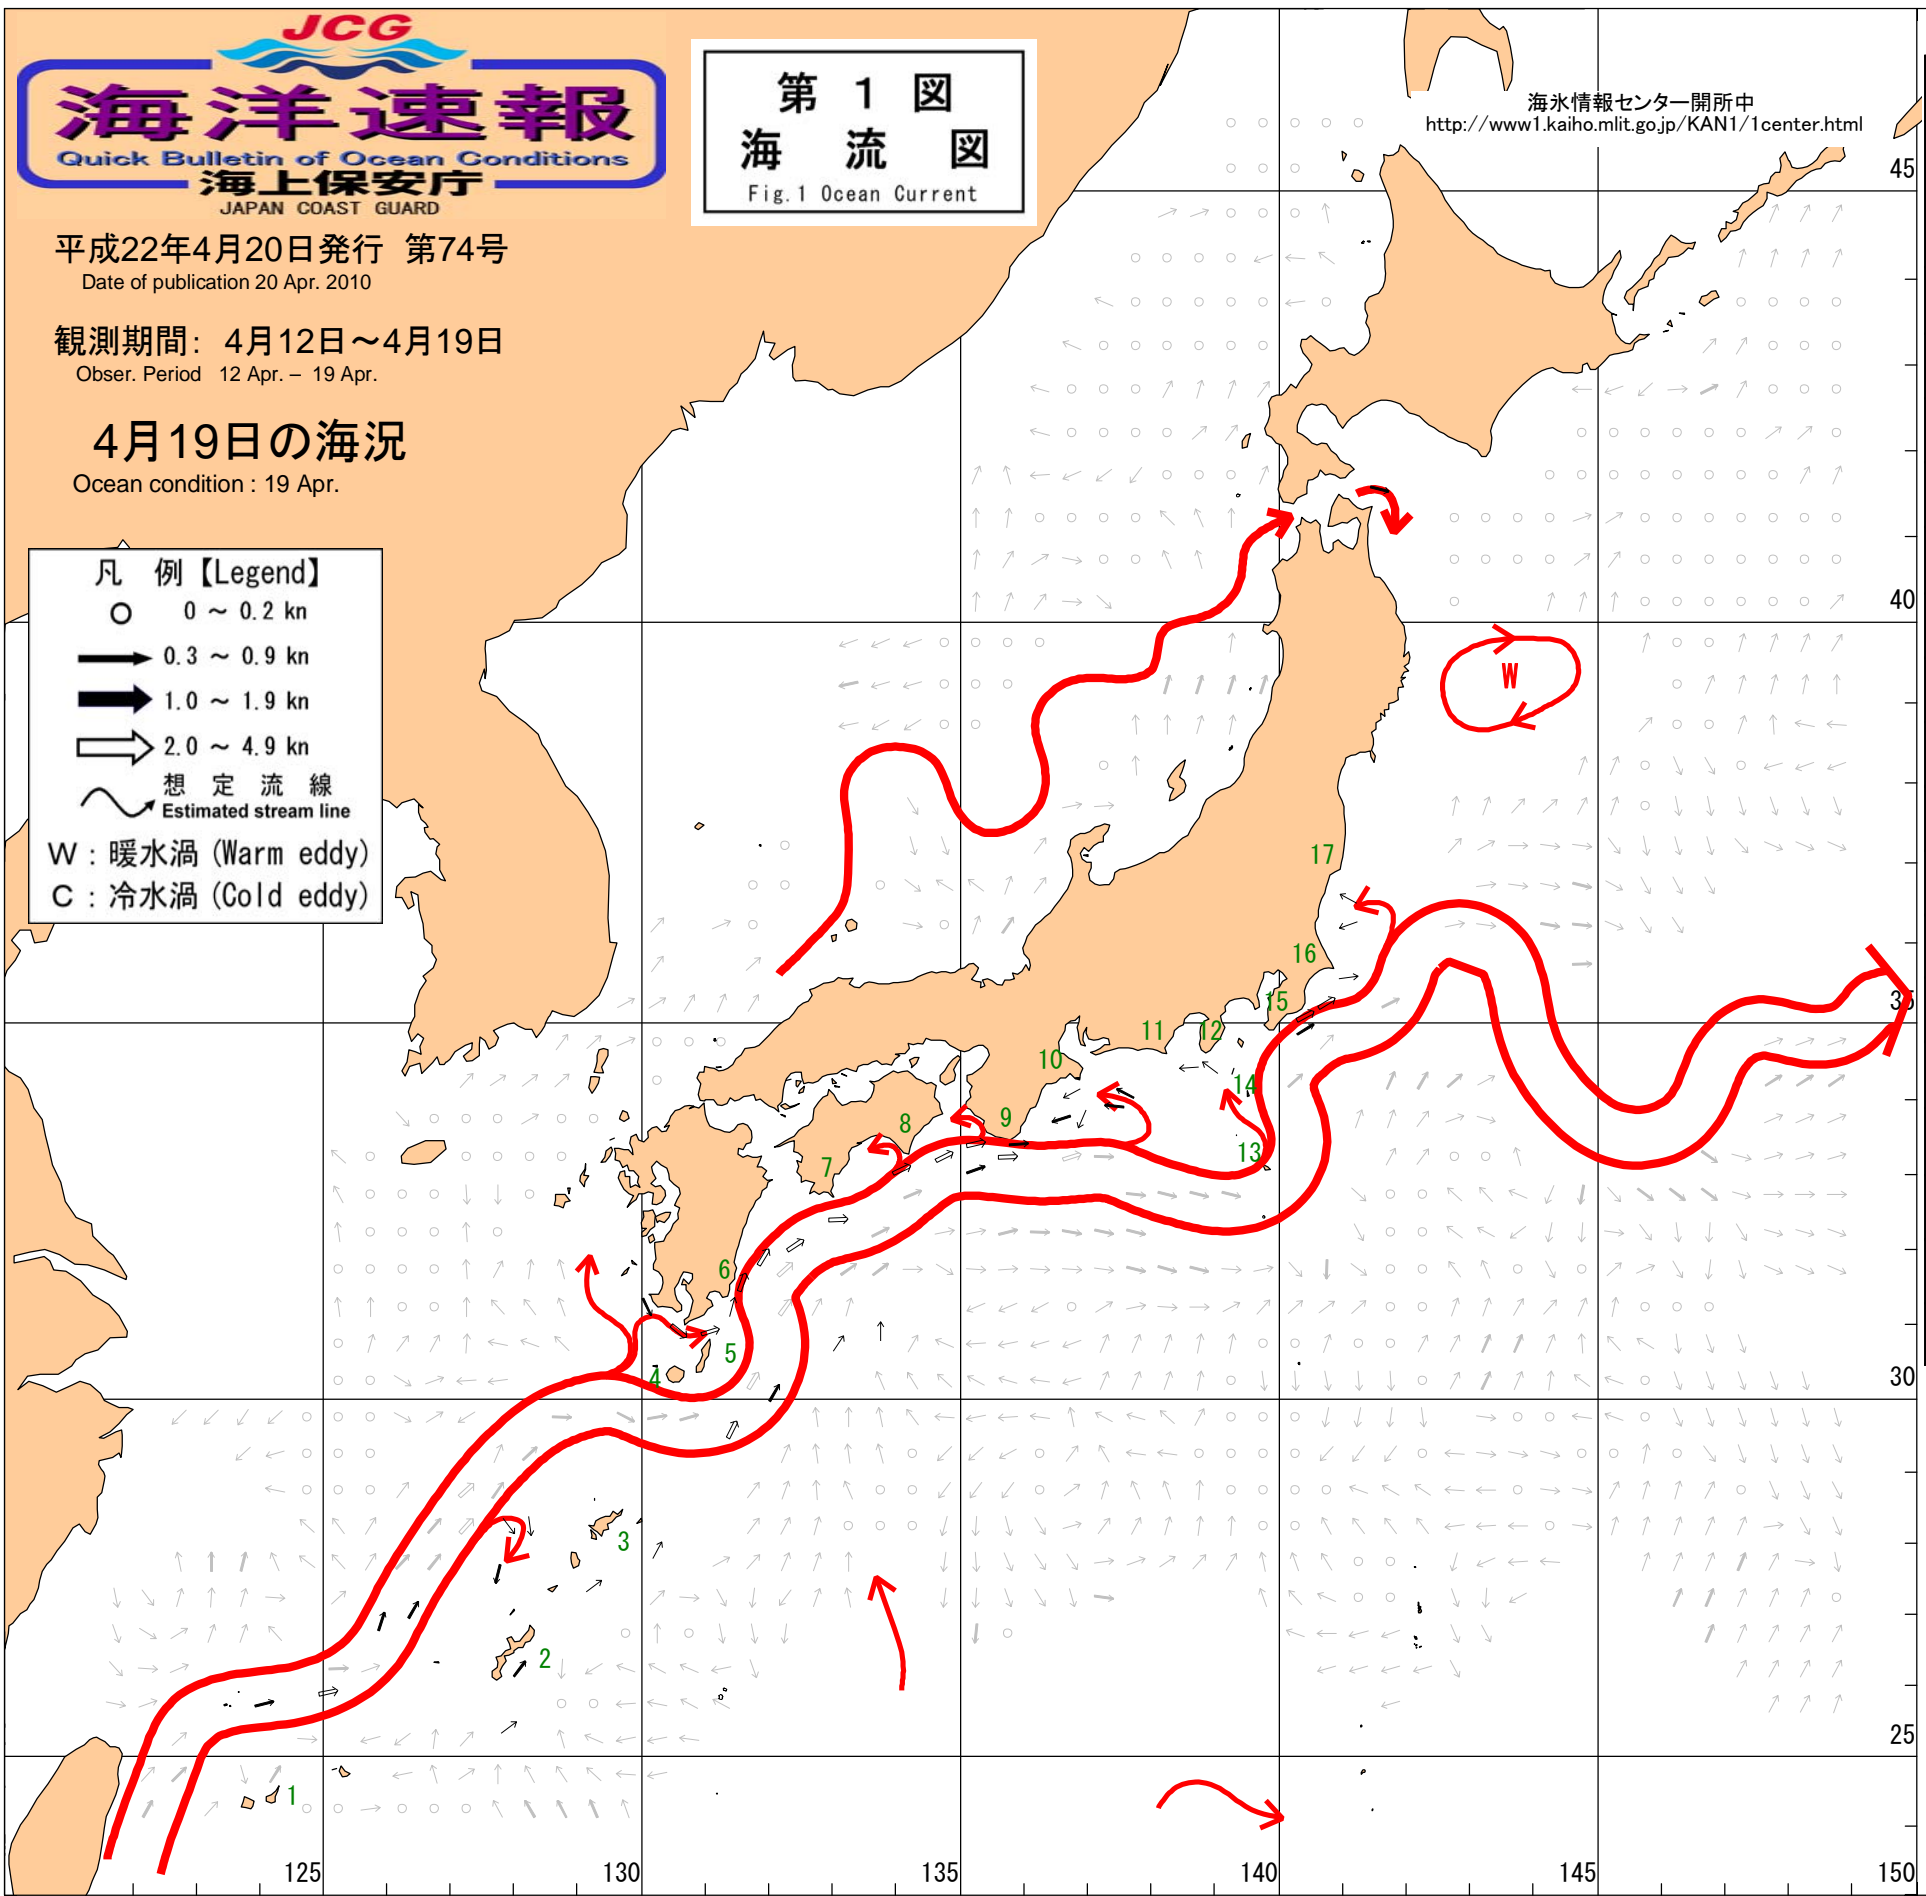 JCG
海洋速報
Quick Bulletin of Ocean Conditions
海上保安庁
JAPAN COAST GUARD
第 1 図
海 流 図
Fig.1 Ocean Current
海氷情報センター開所中
http://www1.kaiho.mlit.go.jp/KAN1/1center.html
平成22年4月20日発行 第74号
Date of publication 20 Apr. 2010
観測期間: 4月12日~4月19日
Obser. Period 12 Apr. – 19 Apr.
4月19日の海況
Ocean condition : 19 Apr.
凡 例【Legend】
0 ~ 0.2 kn
0.3 ~ 0.9 kn
1.0 ~ 1.9 kn
2.0 ~ 4.9 kn
想 定 流 線
Estimated stream line
W : 暖水渦 (Warm eddy)
C : 冷水渦 (Cold eddy)
45
40
W
17
16
35
15
12
11
10
14
9
8
13
7
6
5
4
30
3
2
25
1
125
130
135
140
145
150